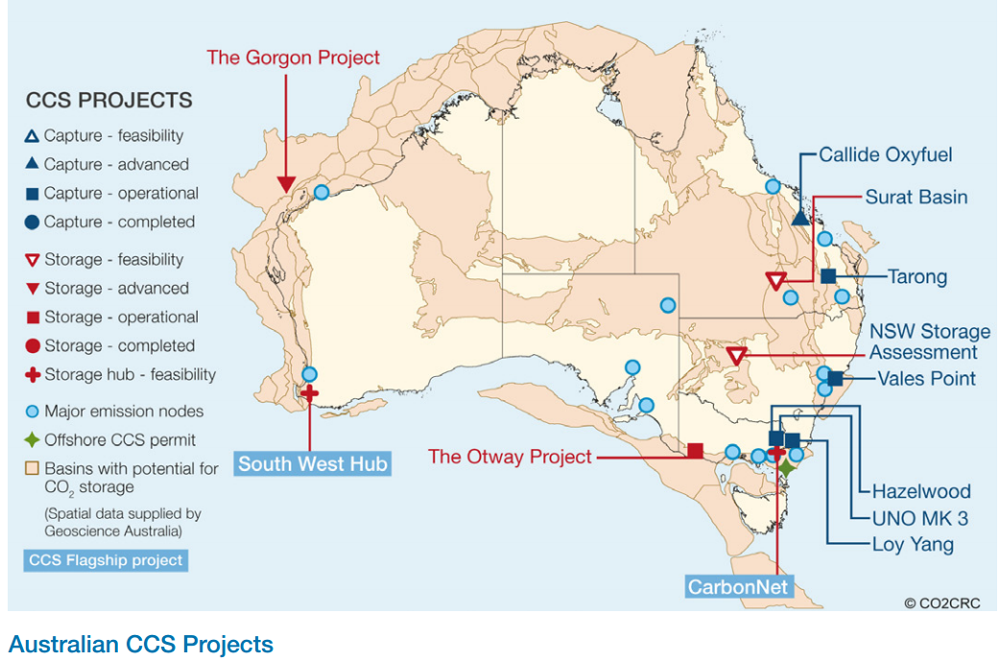 The Gorgon Project
CCS PROJECTS
Capture - feasibility
Capture - advanced
Capture - operational
Capture - completed
Storage - feasibility
Storage - advanced
Storage - operational
Storage - completed
Storage hub - feasibility
Major emission nodes
Offshore CCS permit
Basins with potential for
CO2 storage
(Spatial data supplied by
Geoscience Australia)
CCS Flagship project
South West Hub
The Otway Project
CarbonNet
Callide Oxyfuel
Surat Basin
Tarong
NSW Storage
Assessment
Vales Point
Hazelwood
UNO MK 3
Loy Yang
© CO2CRC
Australian CCS Projects